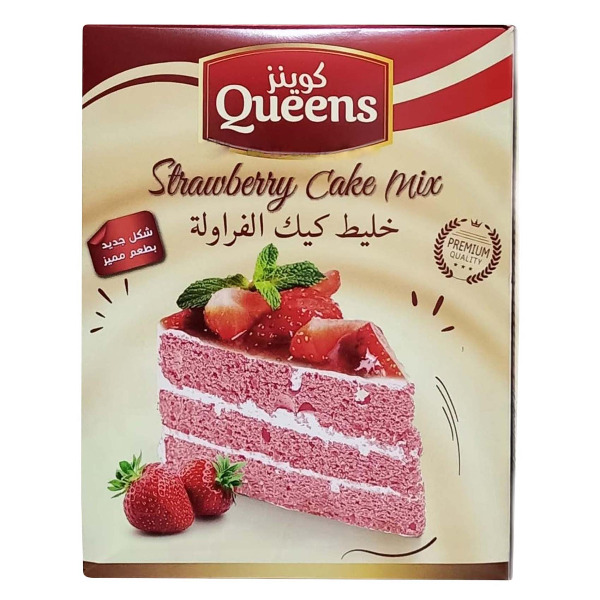 كوينز
Queens
Strawberry Cake Mix
خليط كيك الفراولة
شكل جديد
بطعم مميز
PREMIUM
QUALITY